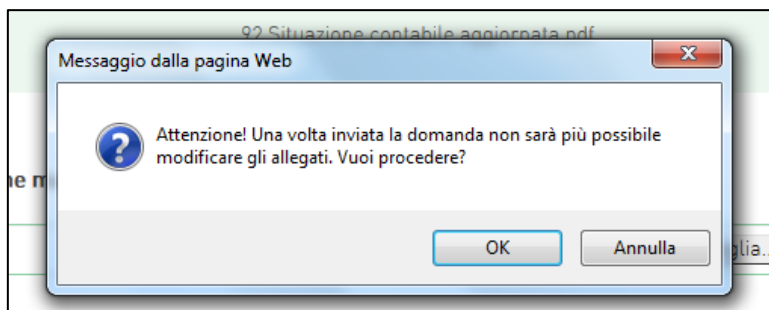 92 Situazione contabile aggiornata.pdf
Messaggio dalla pagina Web
Attenzione! Una volta inviata la domanda non sarà più possibile
modificare gli allegati. Vuoi procedere?
OK
Annulla